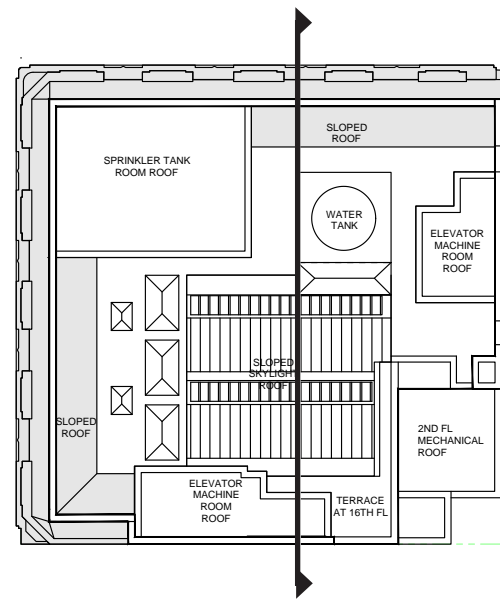 SLOPED
ROOF
SPRINKLER TANK
ROOM ROOF
WATER
TANK
ELEVATOR
MACHINE
ROOM
ROOF
SLOPED
SKYLIGHT
ROOF
SLOPED
ROOF
2ND FL
MECHANICAL
ROOF
ELEVATOR
MACHINE
ROOM
ROOF
TERRACE
AT 16TH FL